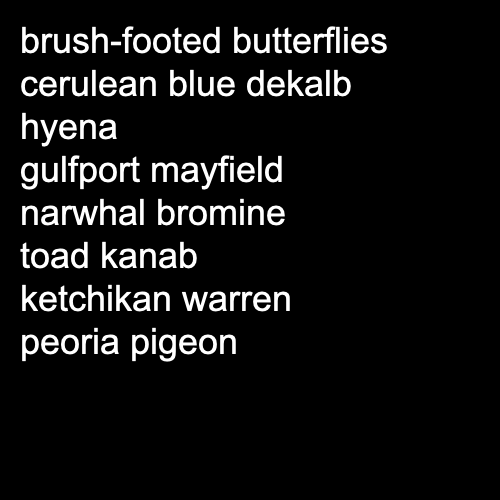 brush-footed butterflies
cerulean blue dekalb
hyena
gulfport mayfield
narwhal bromine
toad kanab
ketchikan warren
peoria pigeon